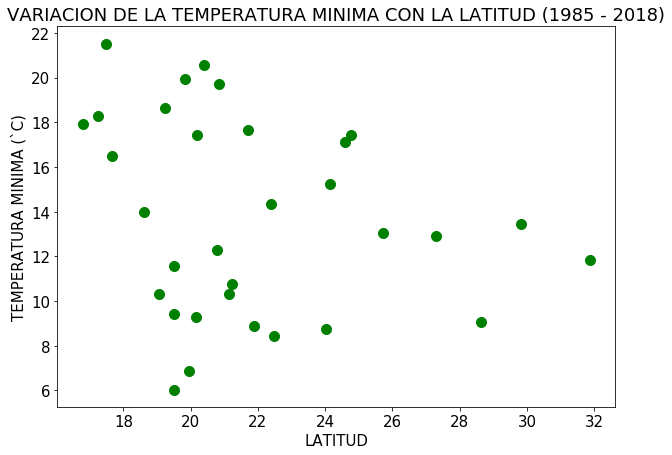 VARIACION DE LA TEMPERATURA MINIMA CON LA LATITUD (1985 - 2018)
22
20
18
16
14
12
10
8
6
TEMPERATURA MINIMA (`C)
18 20 22 24 26 28 30 32
LATITUD